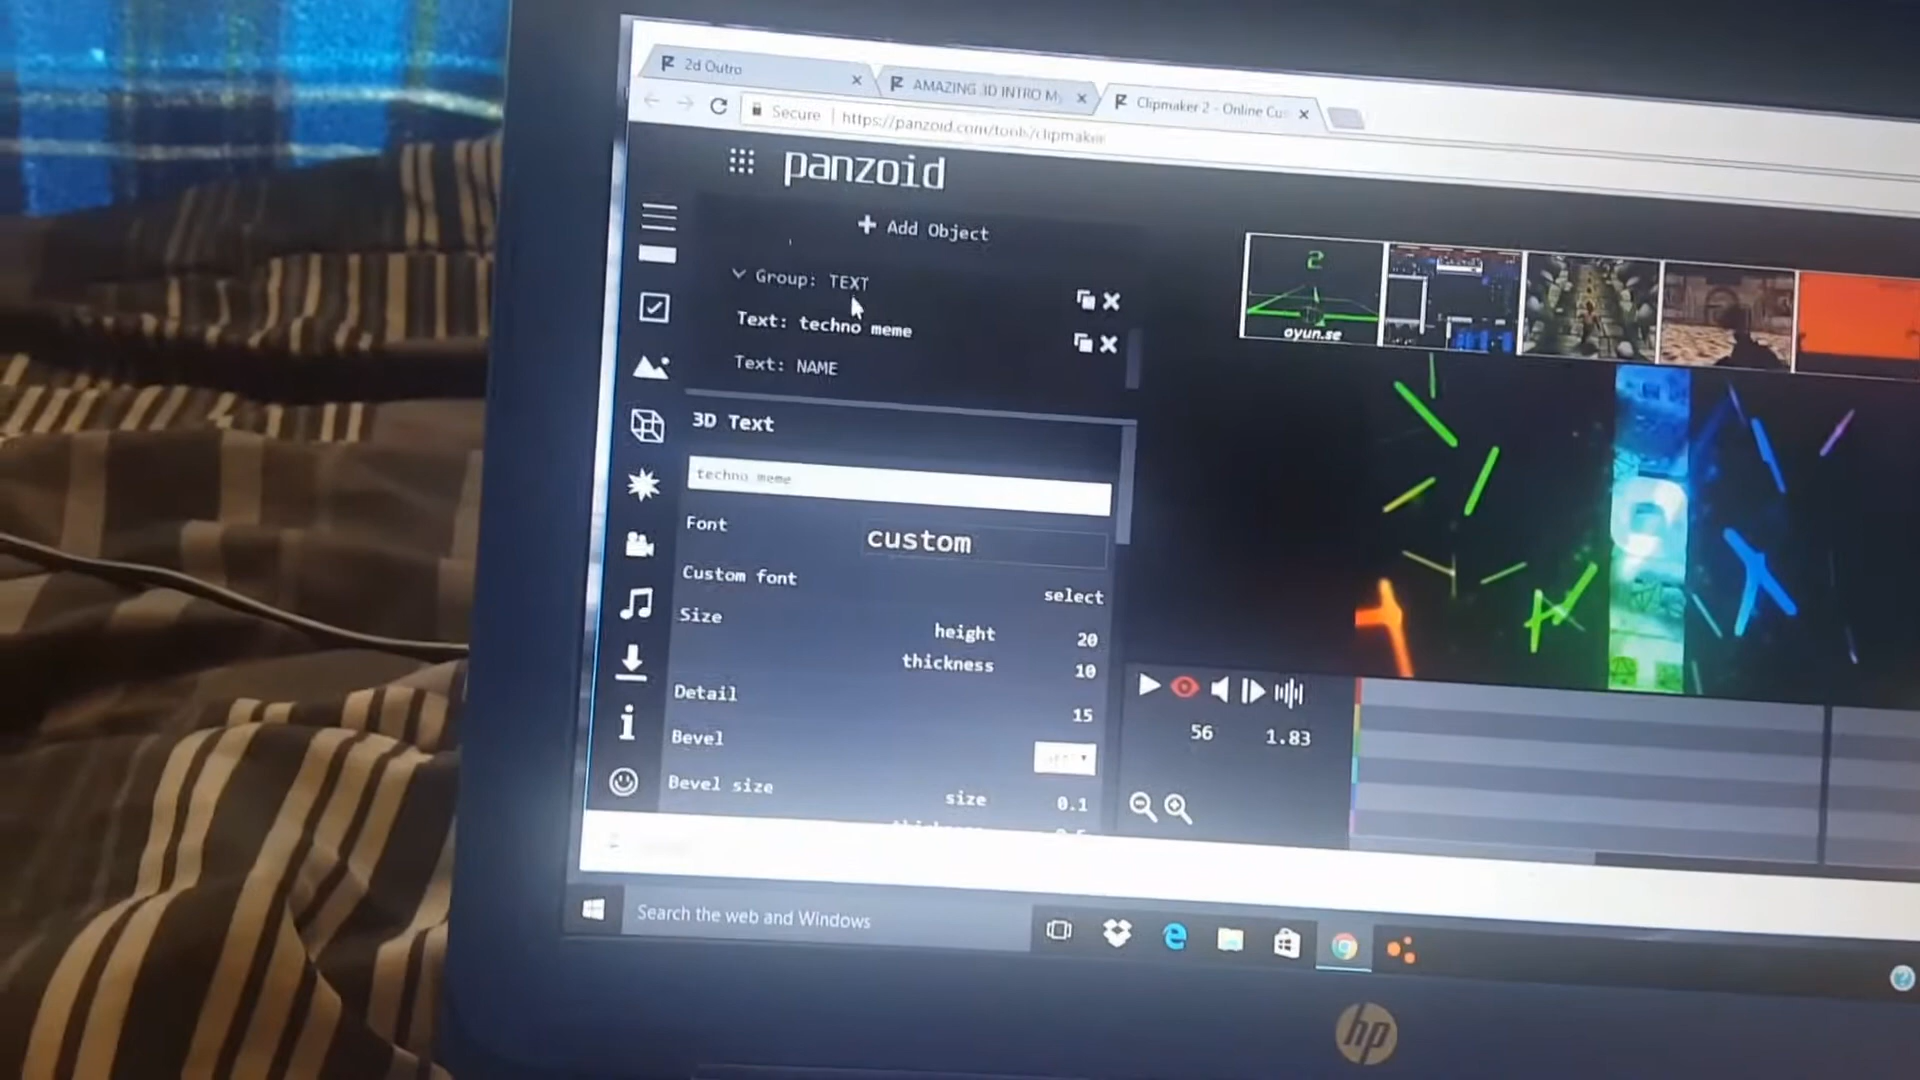 2d Outro
AMAZING 3D INTRO
Clipmaker 2 - Online Cus
Secure
https://panzoid.com/tools/clipmaker
panzoid
Add Object
Group: TEXT
Text: techno meme
Text: NAME
3D Text
techno meme
Font
custom
Custom font
select
Size
height
20
thickness
10
Detail
15
Bevel
Bevel size
size
0.1
2
oyun.se
56
1.83
Search the web and Windows
hp